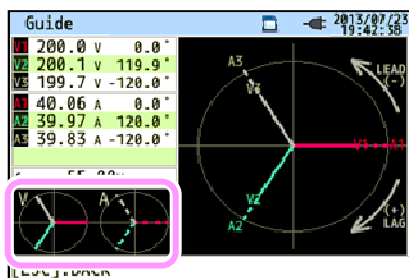 Guide
2013/07/23
19:42:38
V1 200.0 V 0.0°
V2 200.1 V 119.9°
V3 199.7 V -120.0°
A1 40.06 A 0.0°
A2 39.97 A 120.0°
A3 39.83 A -120.0°
V
A
A3
V3
LEAD
(-)
V1
A1
V2
A2
(+)
LAG
[ESC]:BACK